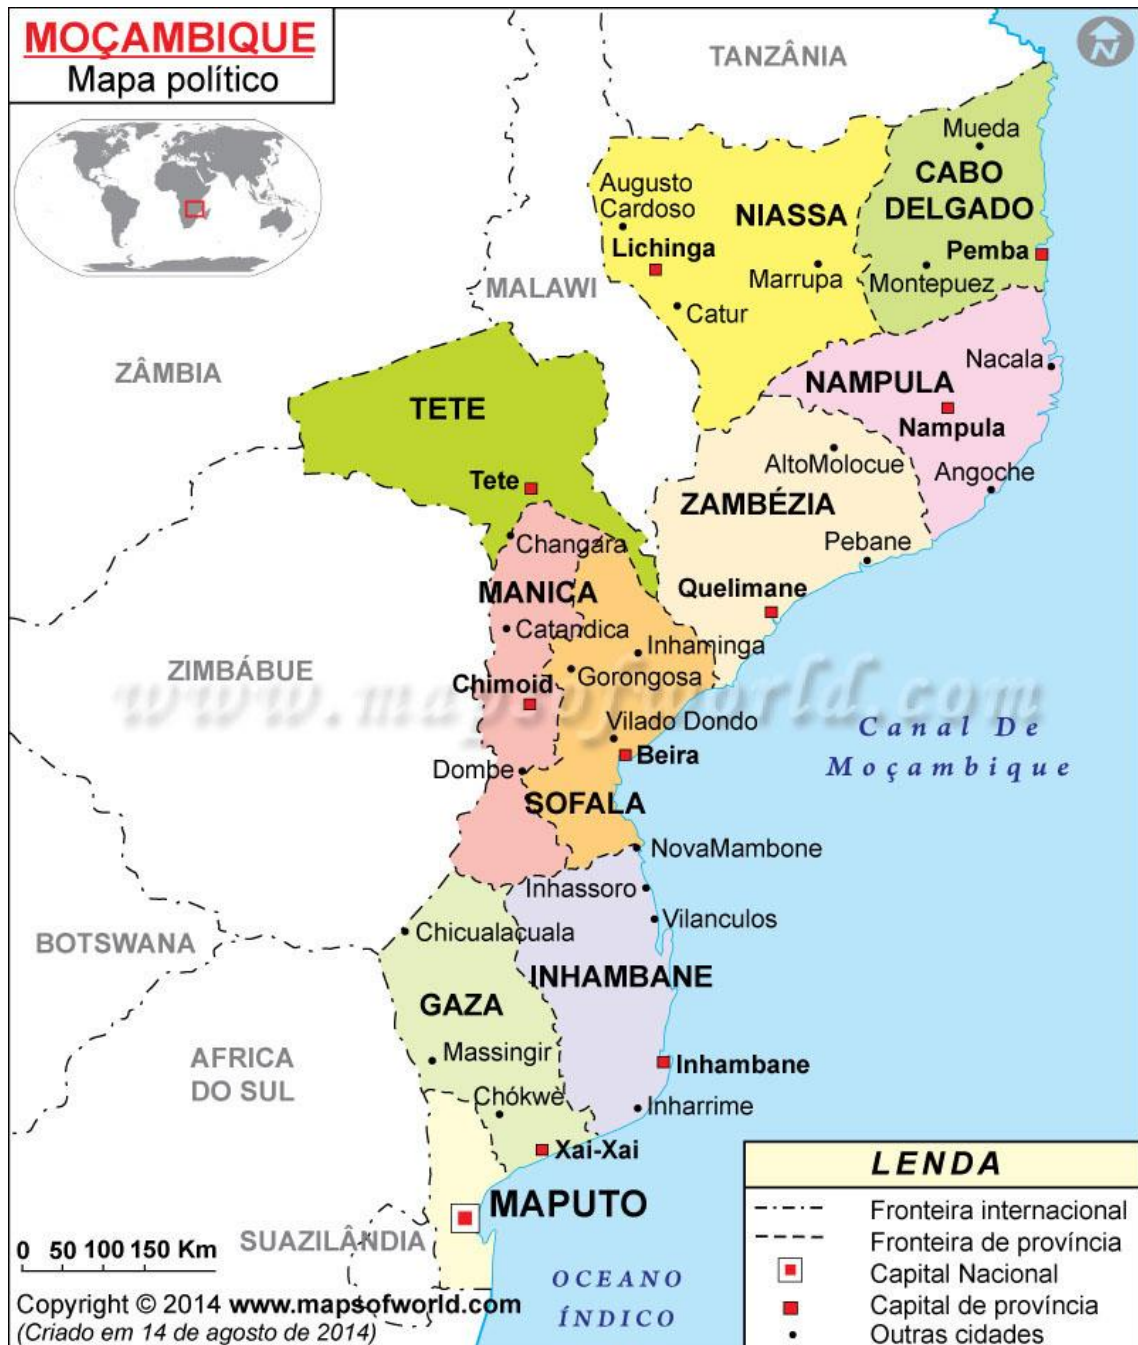 MOÇAMBIQUE
Mapa político
N
TANZÂNIA
Mueda
CABO
DELGADO
Augusto
Cardoso
NIASSA
Lichinga
Pemba
Marrupa
Montepuez
MALAWI
Catur
ZÂMBIA
Nacala
NAMPULA
TETE
Nampula
AltoMolocue
Tete
Angoche
ZAMBÉZIA
Changara
Pebane
MANICA
Quelimane
Catandica
Inhaminga
ZIMBÁBUE
Gorongosa
Chimoid
www.mapsofworld.com
Vilado Dondo
Canal De
Moçambique
Beira
Dombe
SOFALA
NovaMambone
Inhassoro
Vilanculos
Chicualacuala
BOTSWANA
INHAMBANE
GAZA
Massingir
AFRICA
DO SUL
Inhambane
Chókwè
Inharrime
Xai-Xai
MAPUTO
SUAZILÂNDIA
0 50 100 150 Km
OCEANO
ÍNDICO
LENDA
Fronteira internacional
Fronteira de província
Capital Nacional
Capital de província
Outras cidades
Copyright © 2014 www.mapsofworld.com
(Criado em 14 de agosto de 2014)